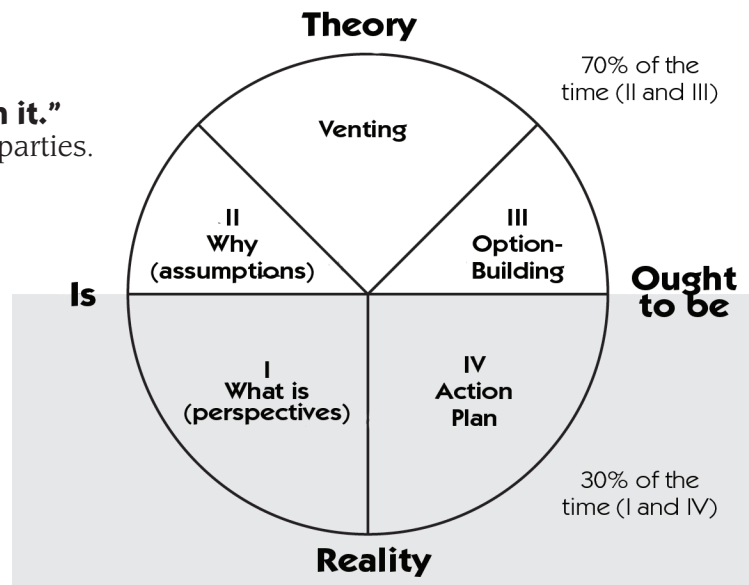 Theory
70% of the
time (II and III)
n it.”
parties.
Venting
II
Why
(assumptions)
III
Option-
Building
Is
Ought
to be
I
What is
(perspectives)
IV
Action
Plan
30% of the
time (I and IV)
Reality